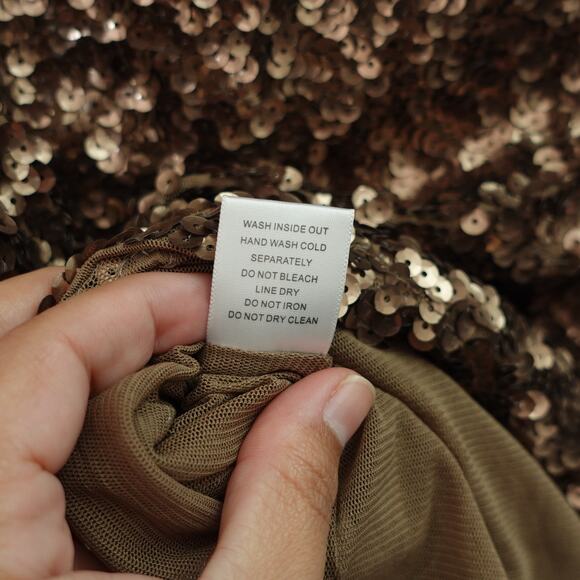 WASH INSIDE OUT
HAND WASH COLD
SEPARATELY
DO NOT BLEACH
LINE DRY
DO NOT IRON
DO NOT DRY CLEAN